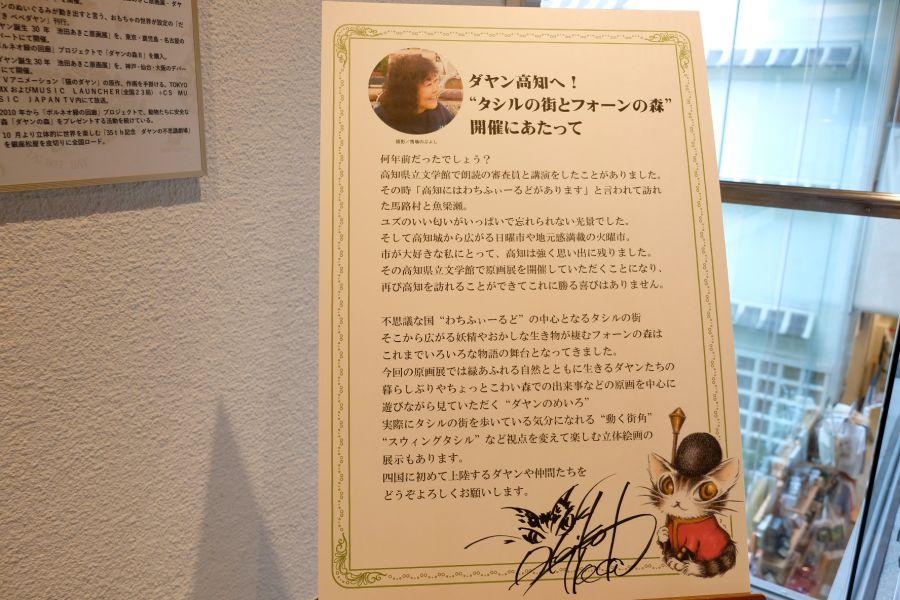 のぬいぐるみが動き出すと言う、おもちゃの世界が設定の「だ
き べべダヤン」刊行。
ヤン誕生30年 池田あきこ原画展」を、東京・鹿児島・名古屋の
パートにて開催。
ボルネオ緑の回廊」プロジェクトで「ダヤンの森Ⅱ」を購入。
ヤン誕生30年 池田あきこ原画展」を、神戸・仙台・大阪のデパー
にて開催。
Vアニメーション「猫のダヤン」の原作、作画を手掛ける。TOKYO
MXおよびMUSIC LAUNCHER(全国23局)+CS MU
SIC JAPAN TV内にて放送。
2010年から「ボルネオ緑の回廊」プロジェクトで、動物たちに安全な
森「ダヤンの森」をプレゼントする活動を続けている。
10月より立体的に世界を楽しむ「35th記念 ダヤンの不思議劇場」
を銀座松屋を皮切りに全国ロード。
ダヤン高知へ!
“タシルの街とフォーンの森”
開催にあたって
撮影/馬場のぶよし
何年前だったでしょう?
高知県立文学館で朗読の審査員と講演をしたことがありました。
その時「高知にはわちふぃーるどがあります」と言われて訪れ
た馬路村と魚梁瀬。
ユズのいい匂いがいっぱいで忘れられない光景でした。
そして高知城から広がる日曜市や地元感満載の火曜市。
市が大好きな私にとって、高知は強く思い出に残りました。
その高知県立文学館で原画展を開催していただくことになり、
再び高知を訪れることができてこれに勝る喜びはありません。
不思議な国“わちふぃーるど”の中心となるタシルの街
そこから広がる妖精やおかしな生き物が棲むフォーンの森は
これまでいろいろな物語の舞台となってきました。
今回の原画展では緑あふれる自然とともに生きるダヤンたちの
暮らしぶりやちょっとこわい森での出来事などの原画を中心に
遊びながら見ていただく“ダヤンのめいろ”
実際にタシルの街を歩いている気分になれる“動く街角”
“スウィングタシル”など視点を変えて楽しむ立体絵画の
展示もあります。
四国に初めて上陸するダヤンや仲間たちを
どうぞよろしくお願いします。
Akiko Ikeda